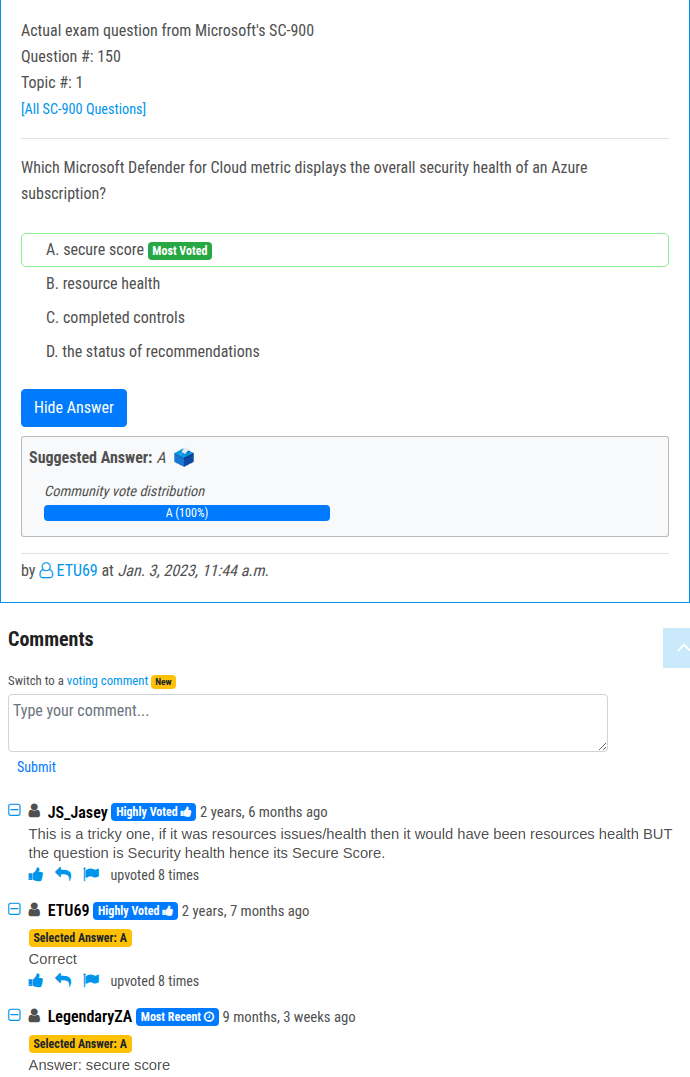 Actual exam question from Microsoft's SC-900
Question #: 150
Topic #: 1
[All SC-900 Questions]
Which Microsoft Defender for Cloud metric displays the overall security health of an Azure
subscription?
A. secure score Most Voted
B. resource health
C. completed controls
D. the status of recommendations
Hide Answer
Suggested Answer: A
Community vote distribution
A (100%)
by ETU69 at Jan. 3, 2023, 11:44 a.m.
Comments
Switch to a voting comment New
Type your comment...
Submit
JS_Jasey Highly Voted 2 years, 6 months ago
This is a tricky one, if it was resources issues/health then it would have been resources health BUT
the question is Security health hence its Secure Score.
upvoted 8 times
ETU69 Highly Voted 2 years, 7 months ago
Selected Answer: A
Correct
upvoted 8 times
LegendaryZA Most Recent 9 months, 3 weeks ago
Selected Answer: A
Answer: secure score